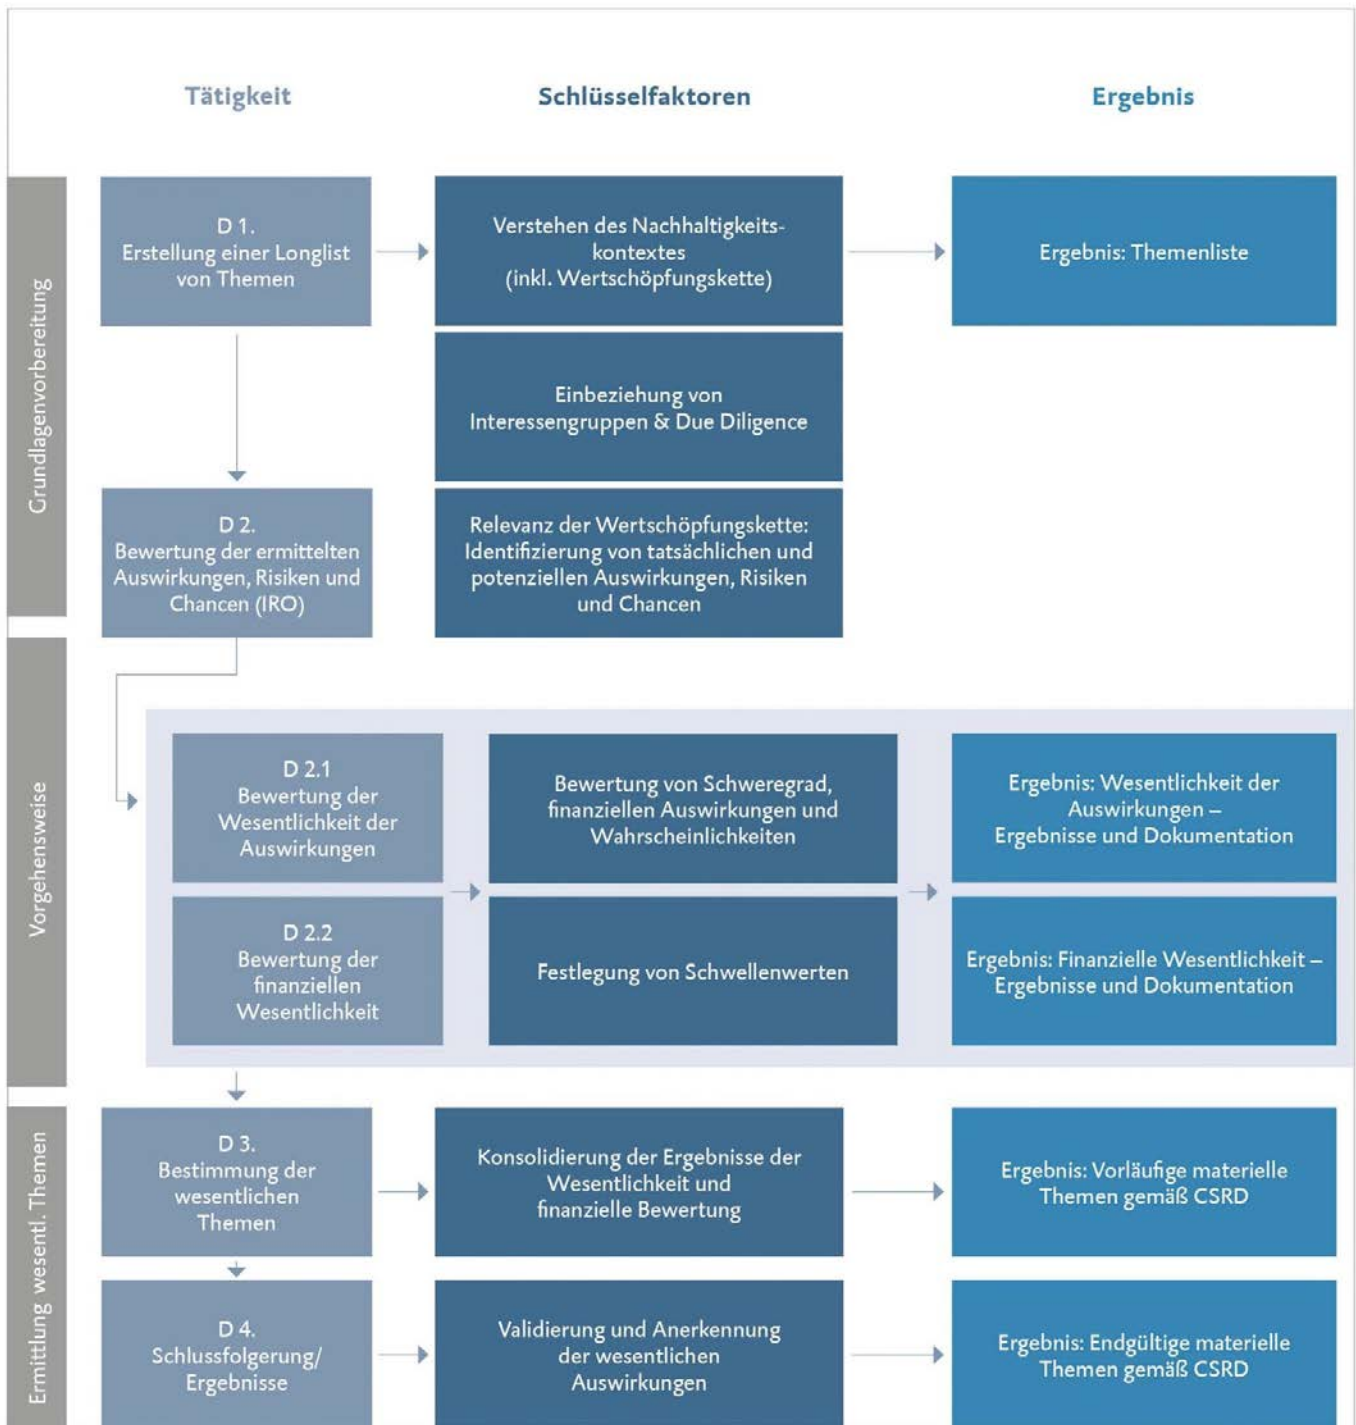 Tätigkeit
Schlüsselfaktoren
Ergebnis
Grundlagenvorbereitung
D 1.
Erstellung einer Longlist
von Themen
Verstehen des Nachhaltigkeits-
kontextes
(inkl. Wertschöpfungskette)
Ergebnis: Themenliste
Einbeziehung von
Interessengruppen & Due Diligence
D 2.
Bewertung der ermittelten
Auswirkungen, Risiken und
Chancen (IRO)
Relevanz der Wertschöpfungskette:
Identifizierung von tatsächlichen und
potenziellen Auswirkungen, Risiken
und Chancen
Vorgehensweise
D 2.1
Bewertung der
Wesentlichkeit der
Auswirkungen
Bewertung von Schweregrad,
finanziellen Auswirkungen und
Wahrscheinlichkeiten
Ergebnis: Wesentlichkeit der
Auswirkungen –
Ergebnisse und Dokumentation
D 2.2
Bewertung der
finanziellen
Wesentlichkeit
Festlegung von Schwellenwerten
Ergebnis: Finanzielle Wesentlichkeit –
Ergebnisse und Dokumentation
Ermittlung wesentl. Themen
D 3.
Bestimmung der
wesentlichen
Themen
Konsolidierung der Ergebnisse der
Wesentlichkeit und
finanzielle Bewertung
Ergebnis: Vorläufige materielle
Themen gemäß CSRD
D 4.
Schlussfolgerung/
Ergebnisse
Validierung und Anerkennung
der wesentlichen
Auswirkungen
Ergebnis: Endgültige materielle
Themen gemäß CSRD